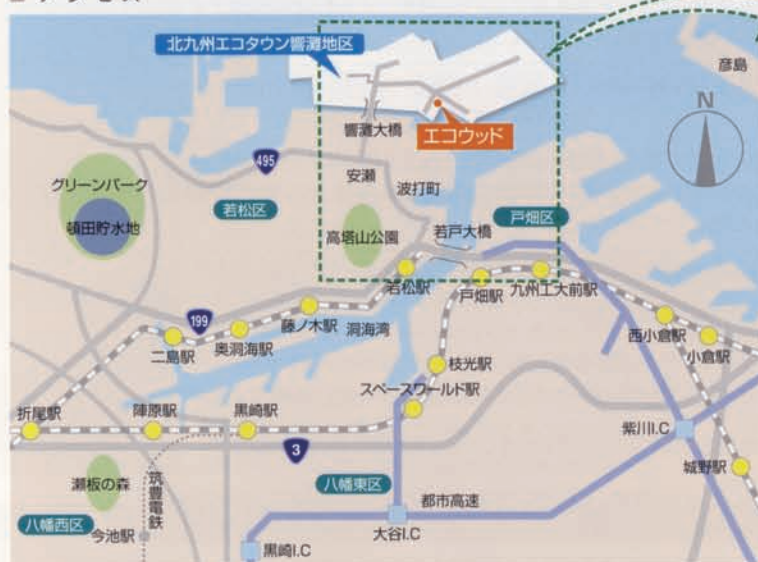 北九州エコタウン響灘地区
彦島
N
響灘大橋
エコウッド
495
安瀬
グリーンパーク
波打町
若松区
戸畑区
頓田貯水地
高塔山公園
若戸大橋
若松駅
戸畑駅
九州工大前駅
199
藤ノ木駅
洞海湾
西小倉駅
二島駅
奥洞海駅
小倉駅
枝光駅
スペースワールド駅
折尾駅
陣原駅
黒崎駅
紫川I.C
3
城野駅
瀬板の森
筑豊電鉄
八幡東区
都市高速
八幡西区
今池駅
大谷I.C
黒崎I.C